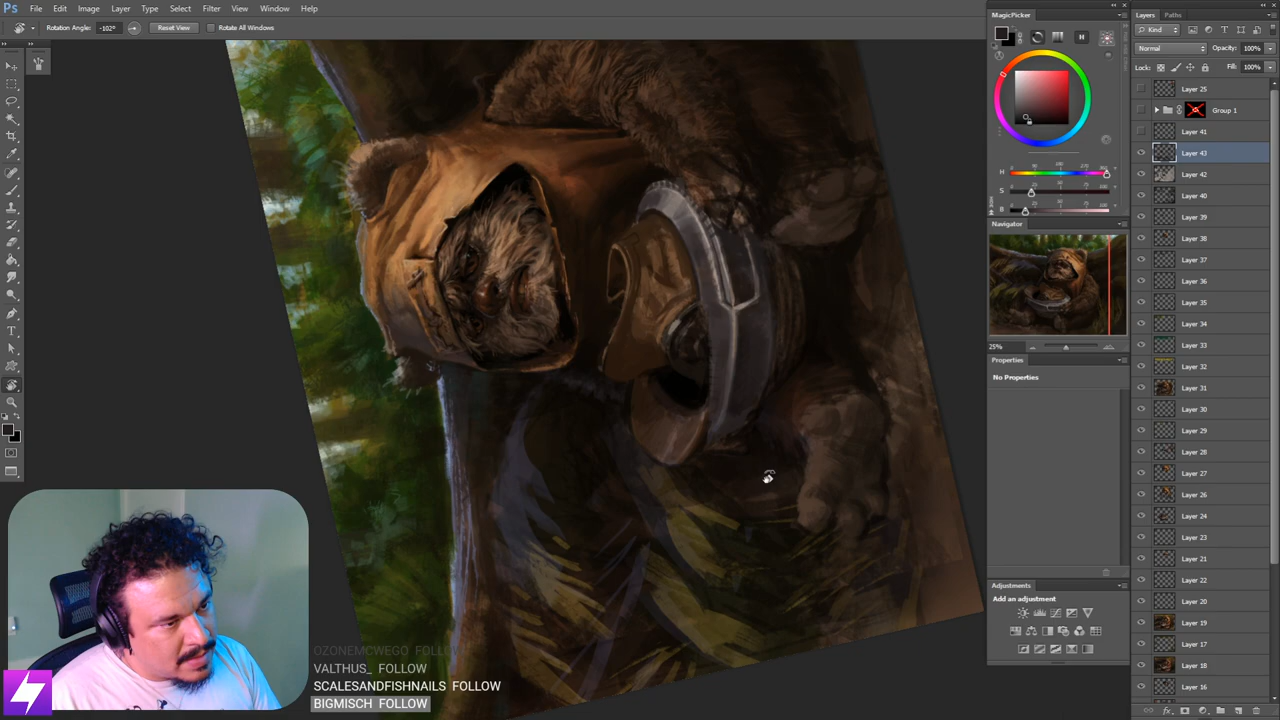 Ps File Edit Image Layer Type Select Filter View Window Help
Rotation Angle: -102° Reset View Rotate All Windows
MagicPicker
H
H
S
B
Navigator
25%
Properties
No Properties
Adjustments
Add an adjustment
Layers Paths
Kind
Normal Opacity: 100%
Lock: Fill: 100%
Layer 25
Group 1
Layer 41
Layer 43
Layer 42
Layer 40
Layer 39
Layer 38
Layer 37
Layer 36
Layer 35
Layer 34
Layer 33
Layer 32
Layer 31
Layer 30
Layer 29
Layer 28
Layer 27
Layer 26
Layer 24
Layer 23
Layer 21
Layer 22
Layer 20
Layer 19
Layer 17
Layer 18
Layer 16
OZONEMCWEGO FOLLOW
VALTHUS_ FOLLOW
SCALESANDFISHNAILS FOLLOW
BIGMISCH FOLLOW